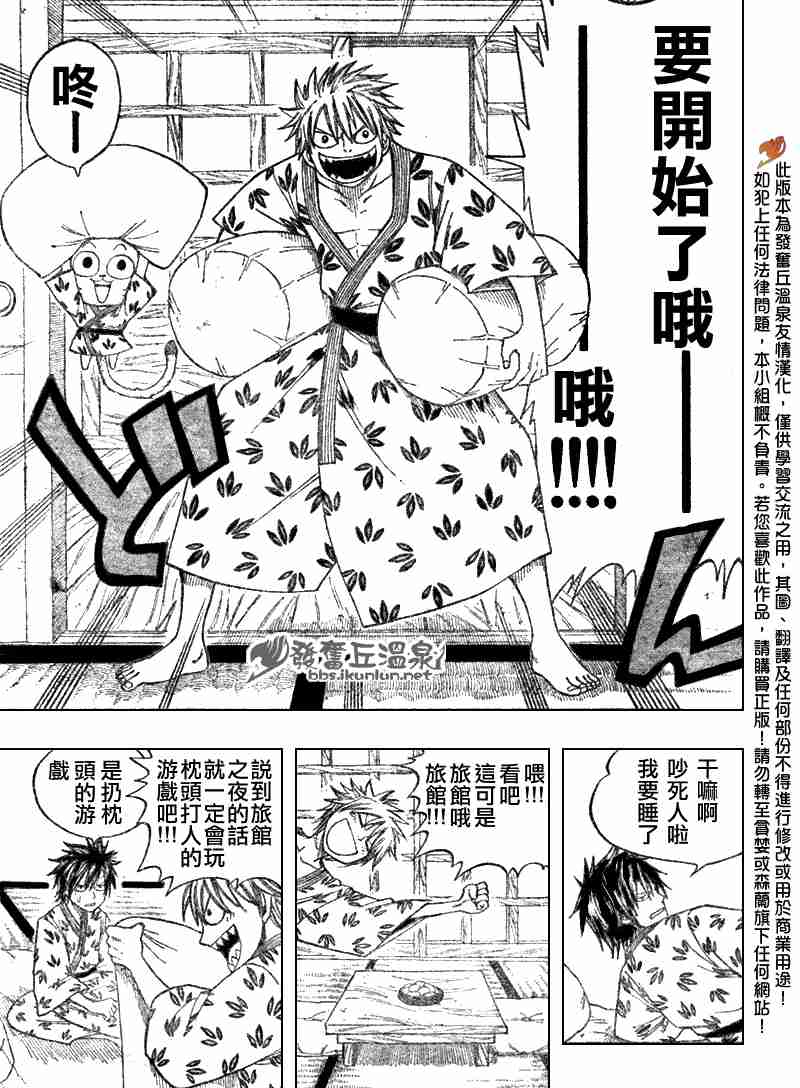 要開始了哦——
——哦!!!!
咚ー
ドン
干嘛啊
吵死人啦
我要睡了
喂!!!
看吧
這可是
旅館哦
旅館!!!
說到旅館
之夜的話
就一定會玩
枕頭打人的
游戲吧!!!
是扔枕
頭的游
戲
發奮丘溫泉
bbs.ikunlun.net
此版本為發奮丘溫泉友情漢化，僅供學習交流之用，其圖、翻譯及任何部份不得進行修改或用於商業用途！
如犯上任何法律問題，本小組概不負責。若您喜歡此作品，請購買正版！請勿轉至貪婪或森蘭旗下任何網站！